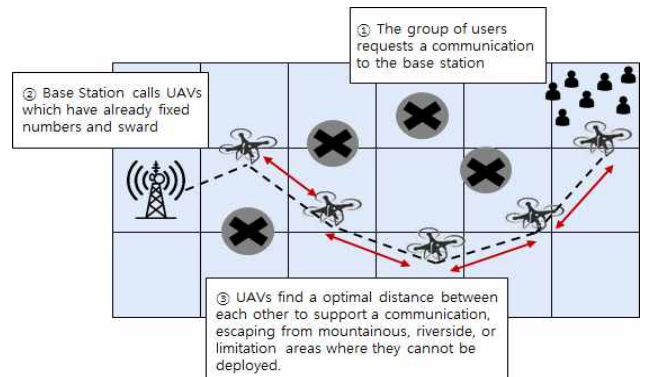 ① The group of users
requests a communication
to the base station
② Base Station calls UAVs
which have already fixed
numbers and sward
③ UAVs find a optimal distance between
each other to support a communication,
escaping from mountainous, riverside, or
limitation areas where they cannot be
deployed.